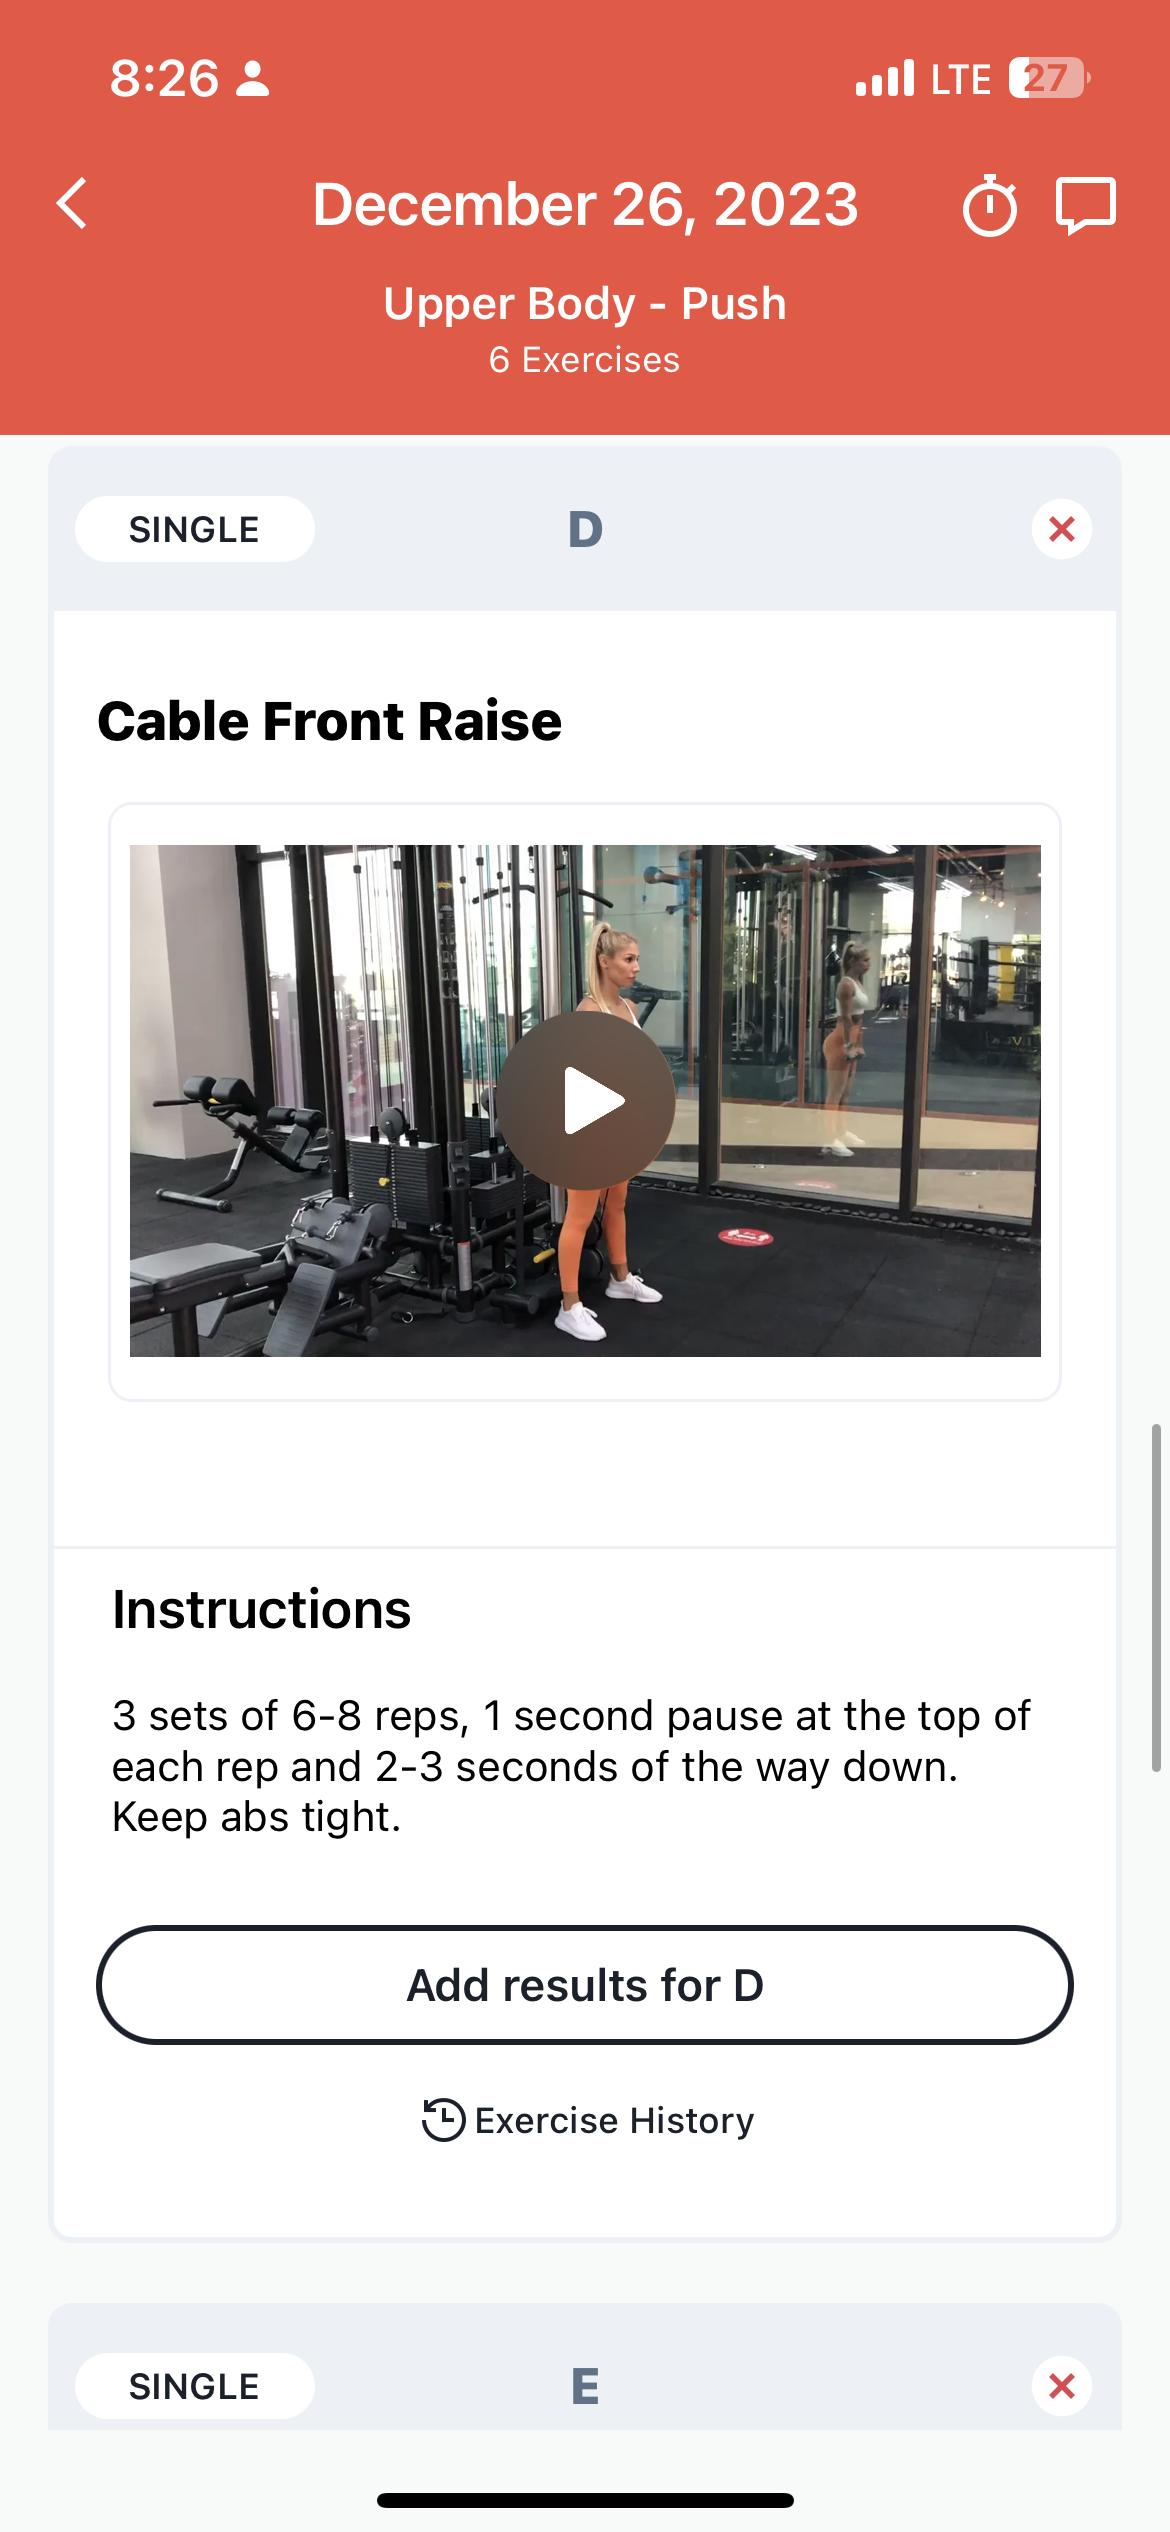 8:26
LTE 27
December 26, 2023
Upper Body - Push
6 Exercises
SINGLE D
Cable Front Raise
Instructions
3 sets of 6-8 reps, 1 second pause at the top of
each rep and 2-3 seconds of the way down.
Keep abs tight.
Add results for D
Exercise History
SINGLE E